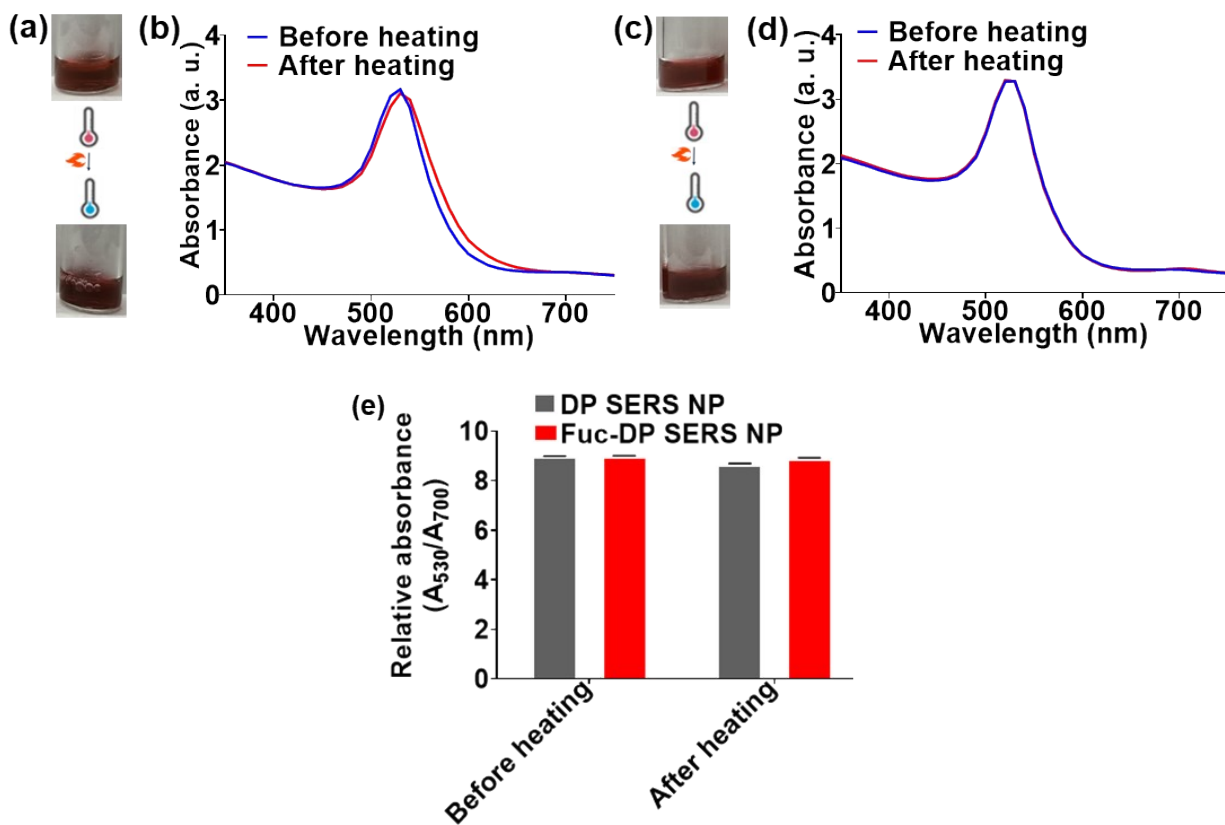 (a)
(b)
Before heating
After heating
Absorbance (a. u.)
4
3
2
1
0
400 500 600 700
Wavelength (nm)
(c)
(d)
Before heating
After heating
Absorbance (a. u.)
4
3
2
1
0
400 500 600 700
Wavelength (nm)
(e)
DP SERS NP
Fuc-DP SERS NP
Relative absorbance
(A530/A700)
10
8
6
4
2
0
Before heating
After heating